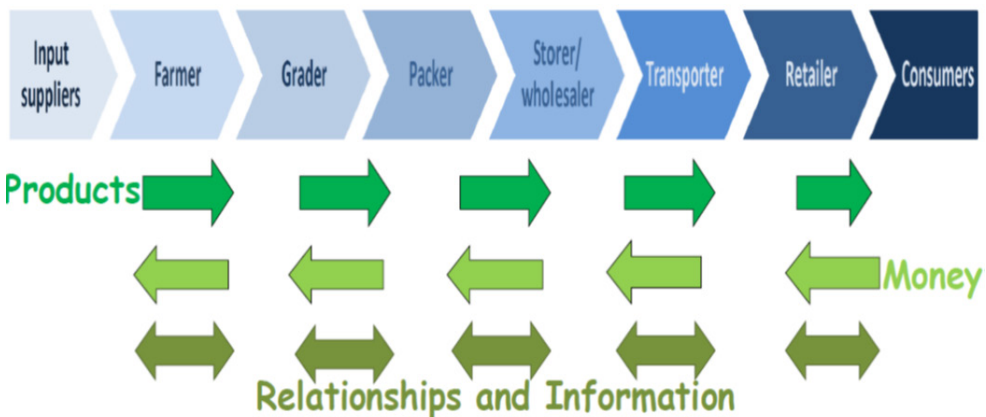 Input
suppliers
Farmer
Grader
Packer
Storer/
wholesaler
Transporter
Retailer
Consumers
Products
Money
Relationships and Information